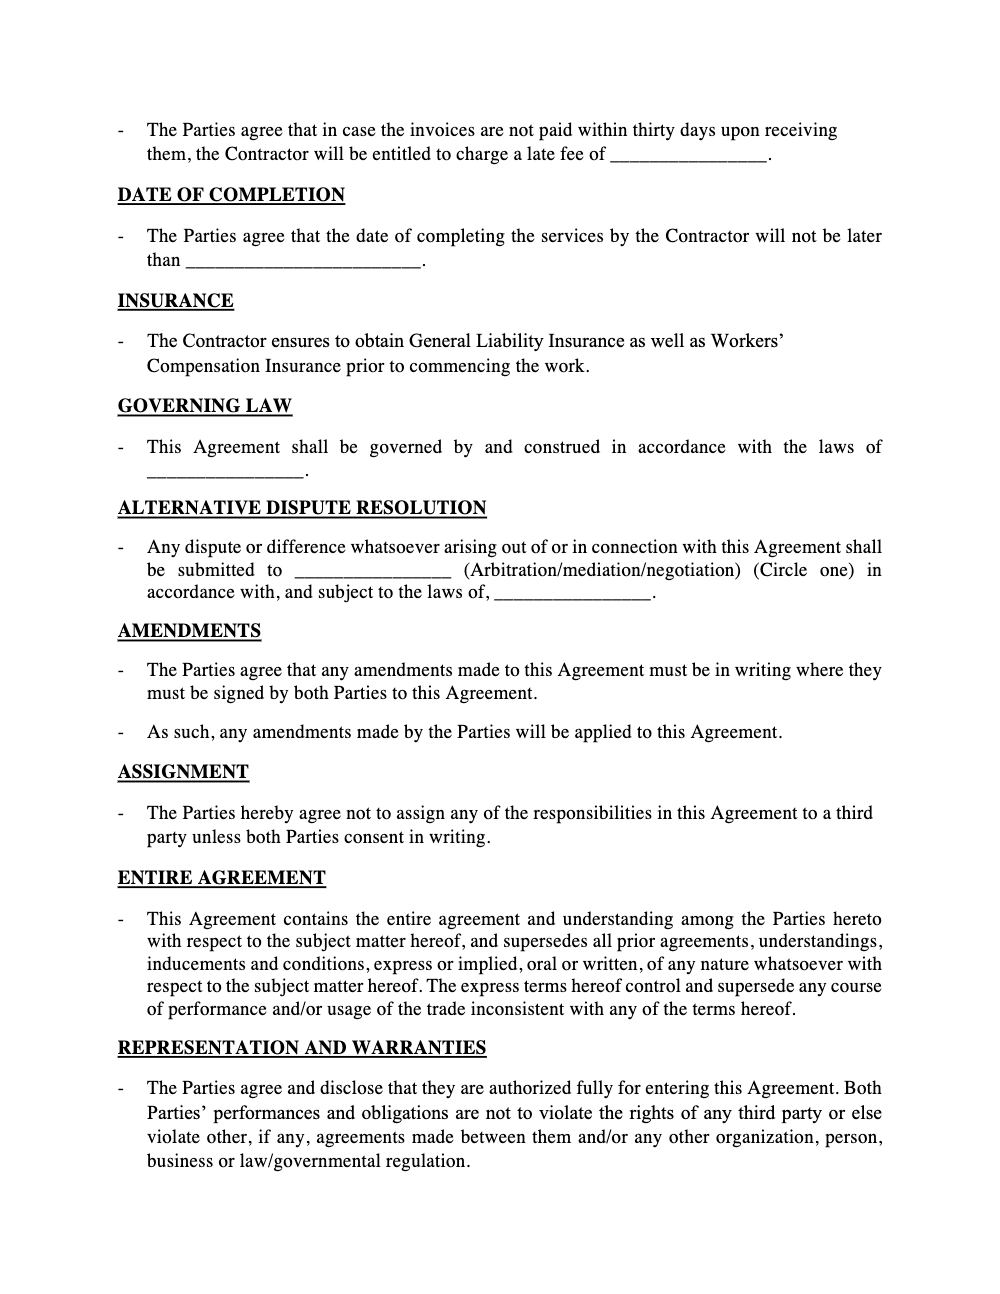 - The Parties agree that in case the invoices are not paid within thirty days upon receiving
them, the Contractor will be entitled to charge a late fee of ________________.
DATE OF COMPLETION
- The Parties agree that the date of completing the services by the Contractor will not be later
than ________________________.
INSURANCE
- The Contractor ensures to obtain General Liability Insurance as well as Workers’
Compensation Insurance prior to commencing the work.
GOVERNING LAW
- This Agreement shall be governed by and construed in accordance with the laws of
________________.
ALTERNATIVE DISPUTE RESOLUTION
- Any dispute or difference whatsoever arising out of or in connection with this Agreement shall
be submitted to ________________ (Arbitration/mediation/negotiation) (Circle one) in
accordance with, and subject to the laws of, ________________.
AMENDMENTS
- The Parties agree that any amendments made to this Agreement must be in writing where they
must be signed by both Parties to this Agreement.
- As such, any amendments made by the Parties will be applied to this Agreement.
ASSIGNMENT
- The Parties hereby agree not to assign any of the responsibilities in this Agreement to a third
party unless both Parties consent in writing.
ENTIRE AGREEMENT
- This Agreement contains the entire agreement and understanding among the Parties hereto
with respect to the subject matter hereof, and supersedes all prior agreements, understandings,
inducements and conditions, express or implied, oral or written, of any nature whatsoever with
respect to the subject matter hereof. The express terms hereof control and supersede any course
of performance and/or usage of the trade inconsistent with any of the terms hereof.
REPRESENTATION AND WARRANTIES
- The Parties agree and disclose that they are authorized fully for entering this Agreement. Both
Parties’ performances and obligations are not to violate the rights of any third party or else
violate other, if any, agreements made between them and/or any other organization, person,
business or law/governmental regulation.